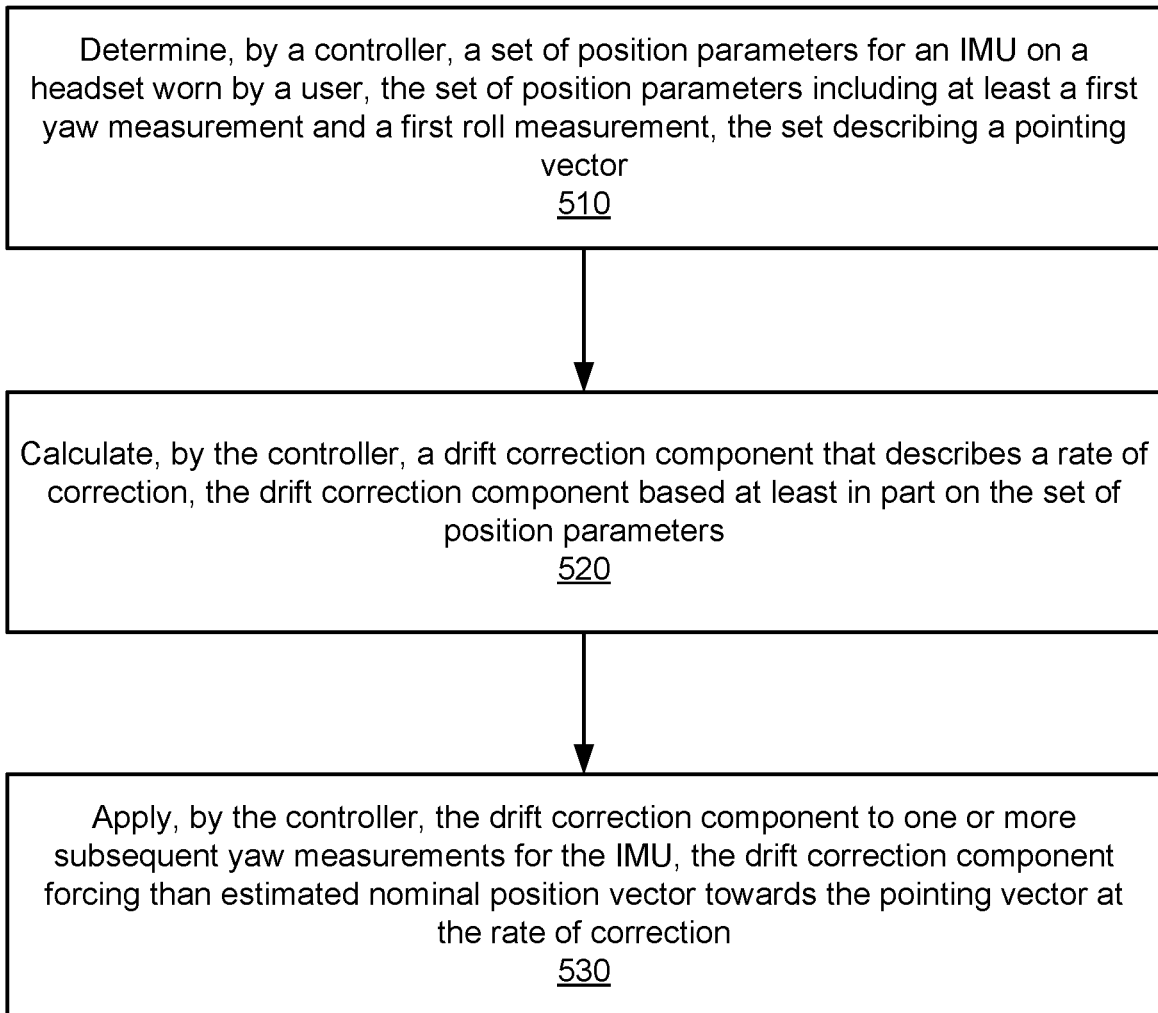 Determine, by a controller, a set of position parameters for an IMU on a
headset worn by a user, the set of position parameters including at least a first
yaw measurement and a first roll measurement, the set describing a pointing
vector
510
Calculate, by the controller, a drift correction component that describes a rate of
correction, the drift correction component based at least in part on the set of
position parameters
520
Apply, by the controller, the drift correction component to one or more
subsequent yaw measurements for the IMU, the drift correction component
forcing than estimated nominal position vector towards the pointing vector at
the rate of correction
530